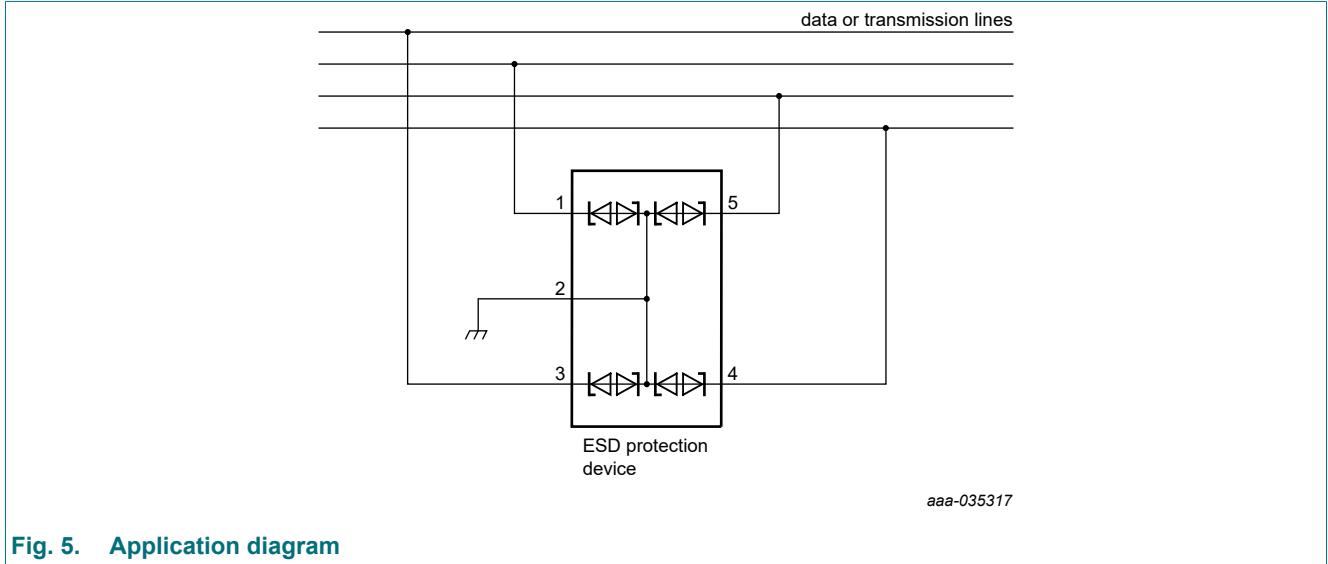 data or transmission lines
1
5
2
3
4
ESD protection
device
aaa-035317
Fig. 5. Application diagram